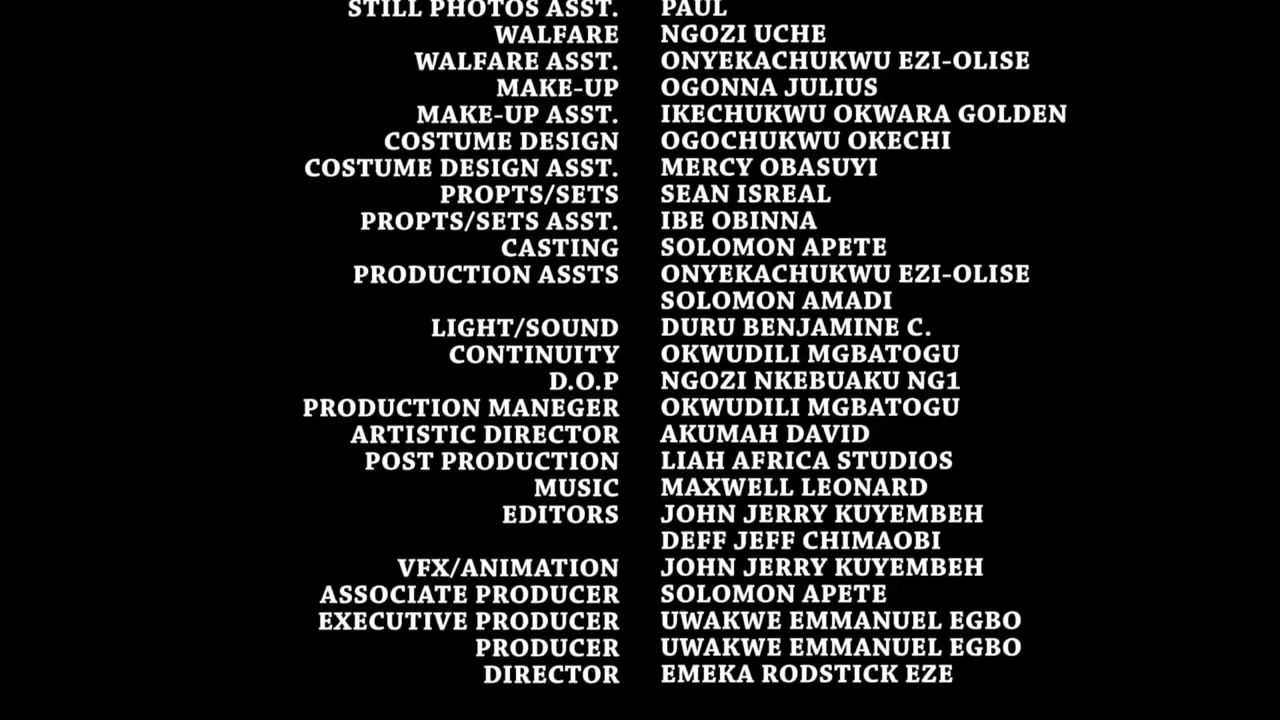 STILL PHOTOS ASST. PAUL
WALFARE NGOZI UCHE
WALFARE ASST. ONYEKACHUKWU EZI-OLISE
MAKE-UP OGONNA JULIUS
MAKE-UP ASST. IKECHUKWU OKWARA GOLDEN
COSTUME DESIGN OGOCHUKWU OKECHI
COSTUME DESIGN ASST. MERCY OBASUYI
PROPTS/SETS SEAN ISREAL
PROPTS/SETS ASST. IBE OBINNA
CASTING SOLOMON APETE
PRODUCTION ASSTS ONYEKACHUKWU EZI-OLISE
SOLOMON AMADI
LIGHT/SOUND DURU BENJAMINE C.
CONTINUITY OKWUDILI MGBATOGU
D.O.P NGOZI NKEBUAKU NG1
PRODUCTION MANEGER OKWUDILI MGBATOGU
ARTISTIC DIRECTOR AKUMAH DAVID
POST PRODUCTION LIAH AFRICA STUDIOS
MUSIC MAXWELL LEONARD
EDITORS JOHN JERRY KUYEMBEH
DEFF JEFF CHIMAOBI
VFX/ANIMATION JOHN JERRY KUYEMBEH
ASSOCIATE PRODUCER SOLOMON APETE
EXECUTIVE PRODUCER UWAKWE EMMANUEL EGBO
PRODUCER UWAKWE EMMANUEL EGBO
DIRECTOR EMEKA RODSTICK EZE